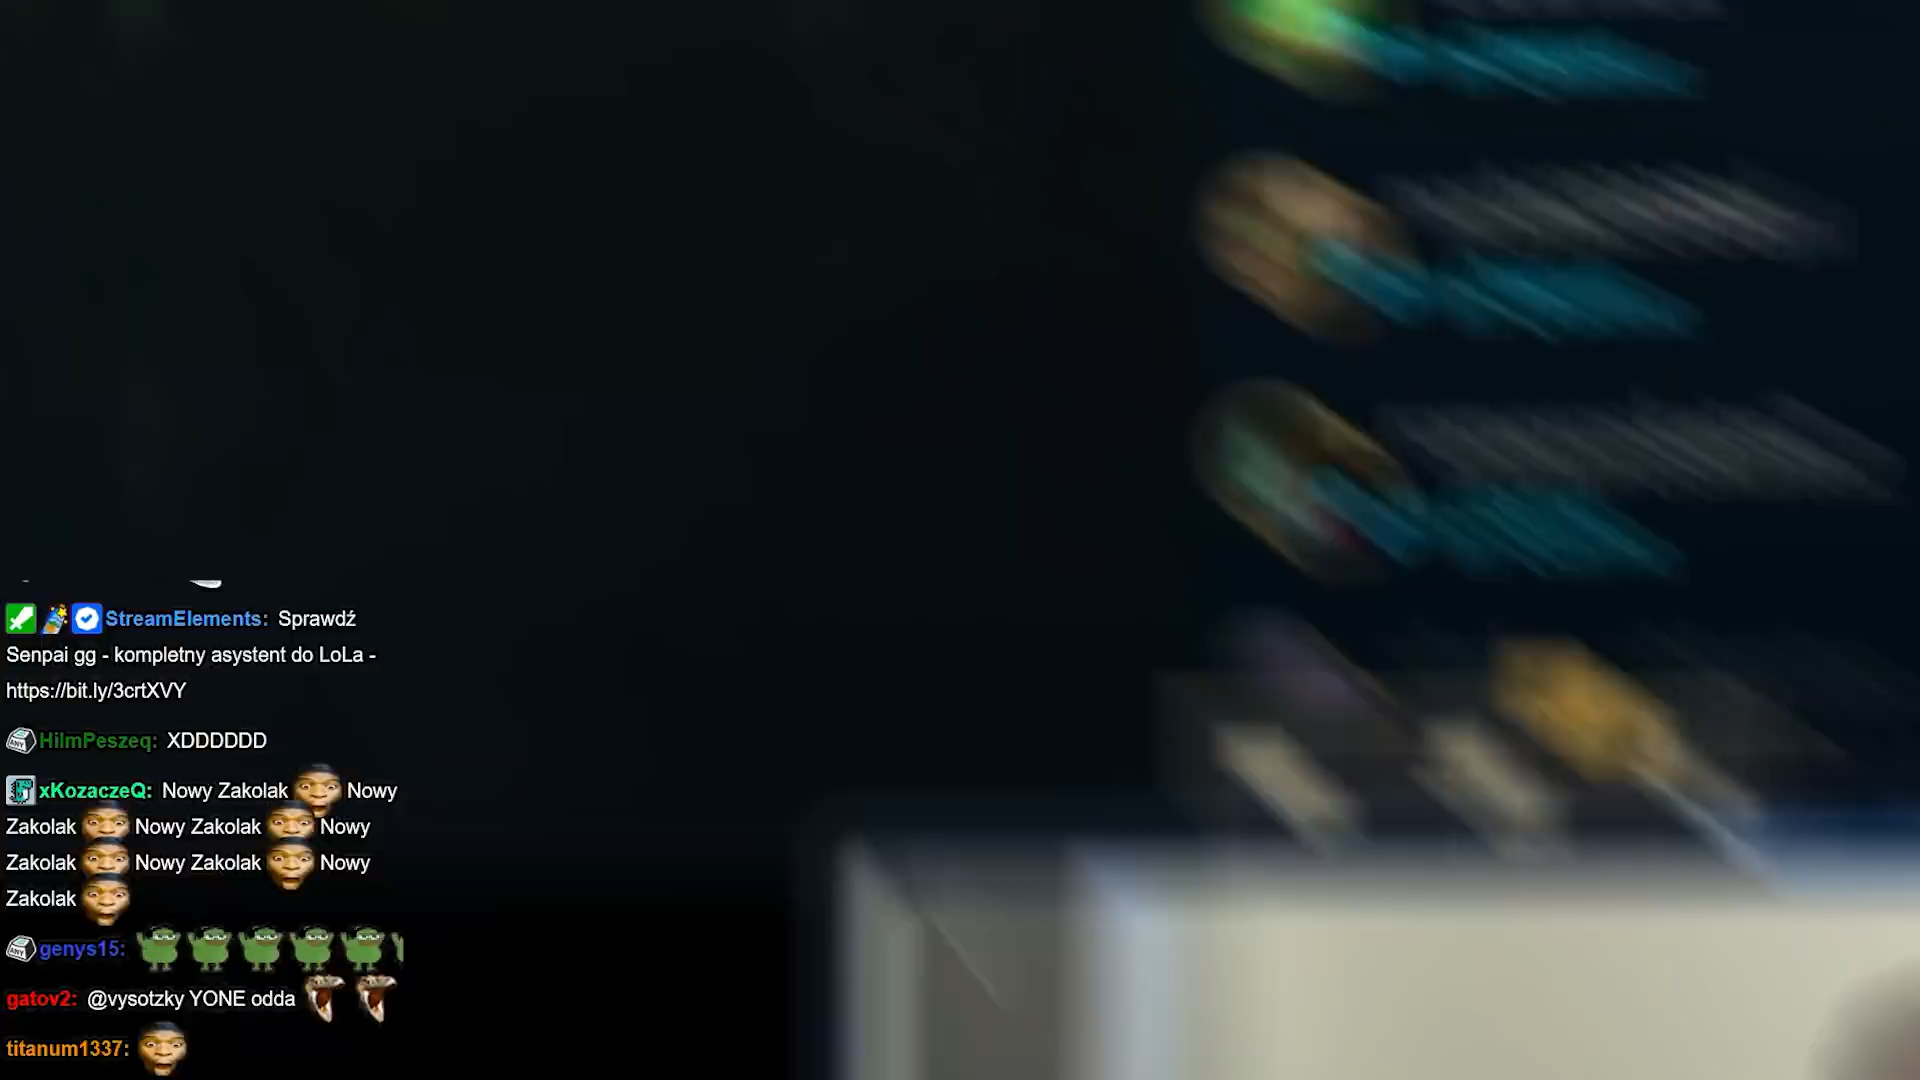 StreamElements: Sprawdź
Senpai gg - kompletny asystent do LoLa -
https://bit.ly/3crtXVY
HilmPeszeq: XDDDDDD
xKozaczeQ: Nowy Zakolak Nowy
Zakolak Nowy Zakolak Nowy
Zakolak Nowy Zakolak Nowy
Zakolak
genys15:
gatov2: @vysotzky YONE odda
titanum1337: